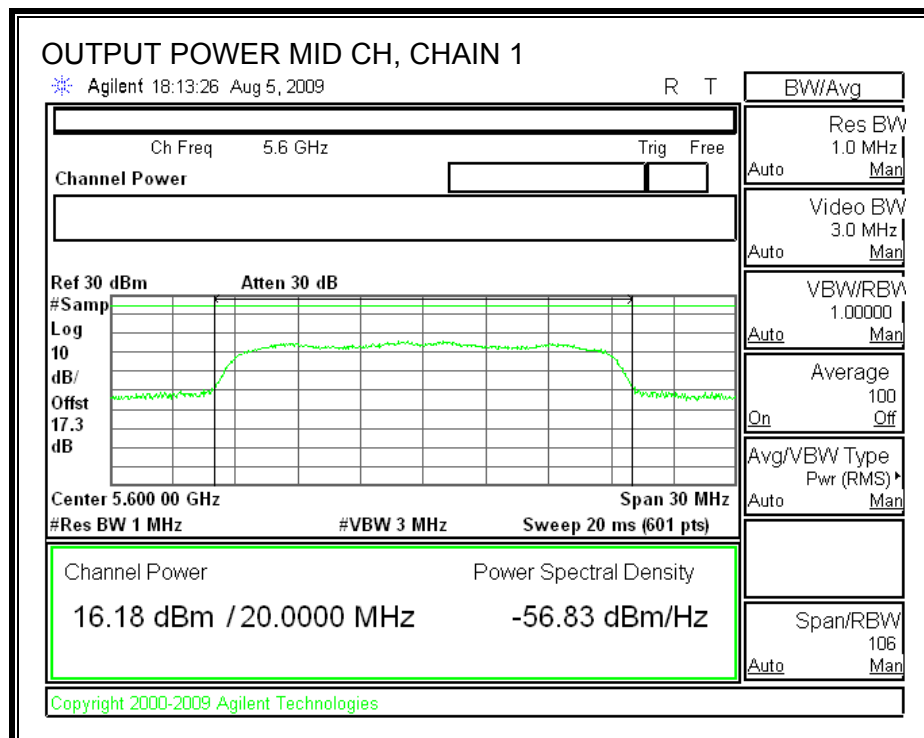 OUTPUT POWER MID CH, CHAIN 1
Agilent 18:13:26 Aug 5, 2009 R T
BW/Avg
Ch Freq 5.6 GHz Trig Free
Channel Power
Res BW
1.0 MHz
Auto Man
Video BW
3.0 MHz
Auto Man
VBW/RBW
1.00000
Auto Man
Average
100
On Off
Avg/VBW Type
Pwr (RMS)
Auto Man
Span/RBW
106
Auto Man
Ref 30 dBm Atten 30 dB
#Samp
Log
10
dB/
Offst
17.3
dB
Center 5.600 00 GHz Span 30 MHz
#Res BW 1 MHz #VBW 3 MHz Sweep 20 ms (601 pts)
Channel Power Power Spectral Density
16.18 dBm / 20.0000 MHz -56.83 dBm/Hz
Copyright 2000-2009 Agilent Technologies